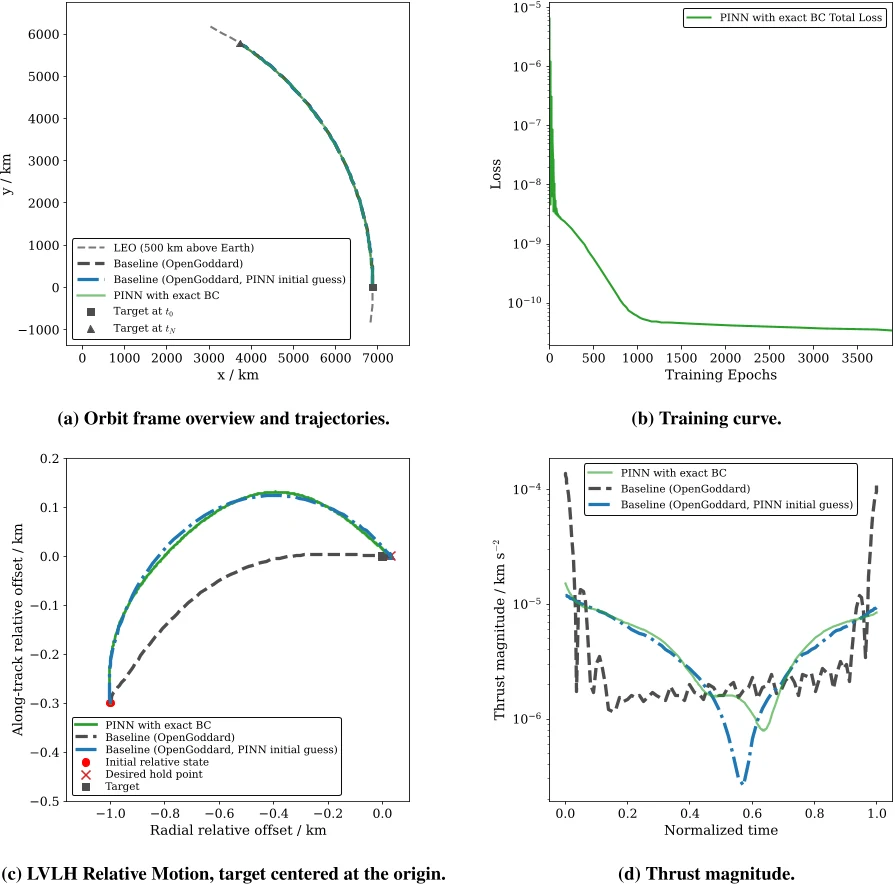 6000
5000
4000
3000
2000
1000
0
−1000
y / km
LEO (500 km above Earth)
Baseline (OpenGoddard)
Baseline (OpenGoddard, PINN initial guess)
PINN with exact BC
Target at t₀
Target at t_N
0 1000 2000 3000 4000 5000 6000 7000
x / km
(a) Orbit frame overview and trajectories.
10⁻⁵
10⁻⁶
10⁻⁷
10⁻⁸
10⁻⁹
10⁻¹⁰
Loss
PINN with exact BC Total Loss
0 500 1000 1500 2000 2500 3000 3500
Training Epochs
(b) Training curve.
0.2
0.1
0.0
−0.1
−0.2
−0.3
−0.4
−0.5
Along-track relative offset / km
PINN with exact BC
Baseline (OpenGoddard)
Baseline (OpenGoddard, PINN initial guess)
Initial relative state
Desired hold point
Target
−1.0 −0.8 −0.6 −0.4 −0.2 0.0
Radial relative offset / km
(c) LVLH Relative Motion, target centered at the origin.
10⁻⁴
10⁻⁵
10⁻⁶
Thrust magnitude / km s⁻²
PINN with exact BC
Baseline (OpenGoddard)
Baseline (OpenGoddard, PINN initial guess)
0.0 0.2 0.4 0.6 0.8 1.0
Normalized time
(d) Thrust magnitude.